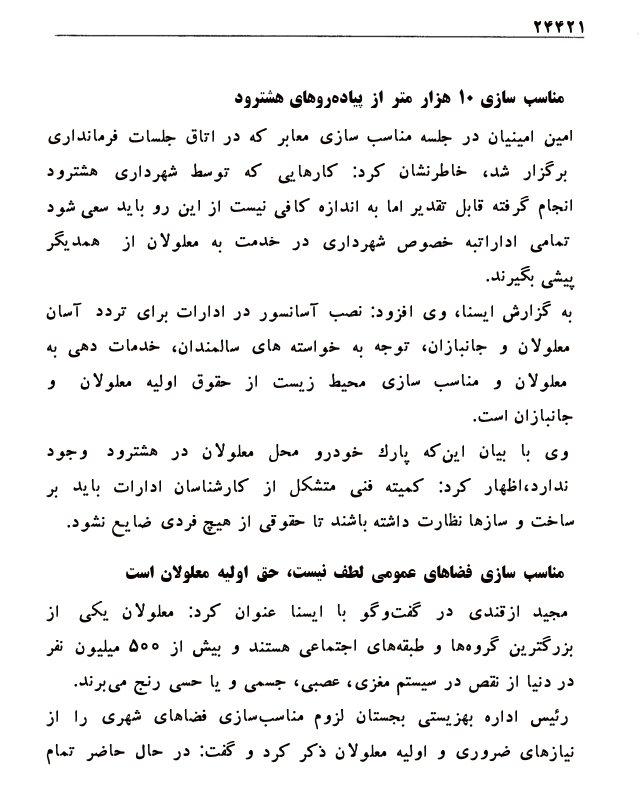 ۲۴۴۲۱
مناسب سازی ۱۰ هزار متر از پیاده‌روهای هشترود
امین امینیان در جلسه مناسب سازی معابر که در اتاق جلسات فرمانداری
برگزار شد، خاطرنشان کرد: کارهایی که توسط شهرداری هشترود
انجام گرفته قابل تقدیر اما به اندازه کافی نیست از این رو باید سعی شود
تمامی اداراتبه خصوص شهرداری در خدمت به معلولان از همدیگر
پیشی بگیرند.
به گزارش ایسنا، وی افزود: نصب آسانسور در ادارات برای تردد آسان
معلولان و جانبازان، توجه به خواسته های سالمندان، خدمات دهی به
معلولان و مناسب سازی محیط زیست از حقوق اولیه معلولان و
جانبازان است.
وی با بیان این‌که پارك خودرو محل معلولان در هشترود وجود
ندارد،اظهار کرد: کمیته فنی متشکل از کارشناسان ادارات باید بر
ساخت و سازها نظارت داشته باشند تا حقوقی از هیچ فردی ضایع نشود.
مناسب سازی فضاهای عمومی لطف نیست، حق اولیه معلولان است
مجید ازقندی در گفت‌وگو با ایسنا عنوان کرد: معلولان یکی از
بزرگترین گروه‌ها و طبقه‌های اجتماعی هستند و بیش از ۵۰۰ میلیون نفر
در دنیا از نقص در سیستم مغزی، عصبی، جسمی و یا حسی رنج می‌برند.
رئیس اداره بهزیستی بجستان لزوم مناسب‌سازی فضاهای شهری را از
نیازهای ضروری و اولیه معلولان ذکر کرد و گفت: در حال حاضر تمام